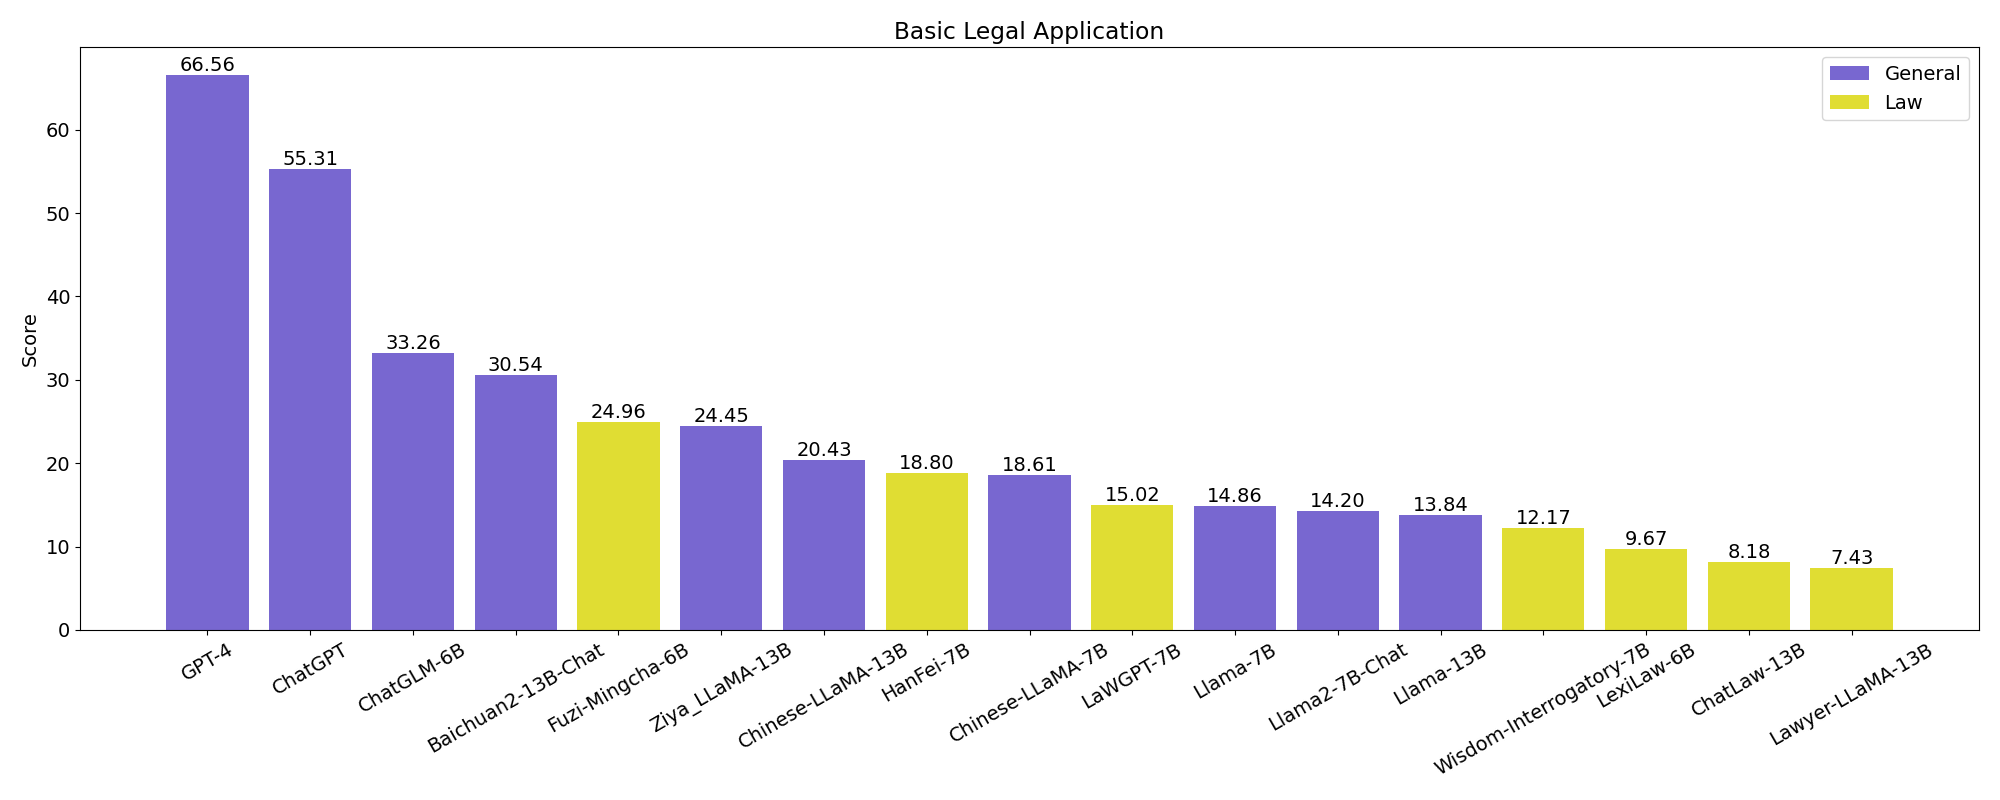 Basic Legal Application
General
Law
Score
60
50
40
30
20
10
0
66.56
55.31
33.26
30.54
24.96
24.45
20.43
18.80
18.61
15.02
14.86
14.20
13.84
12.17
9.67
8.18
7.43
GPT-4
ChatGPT
ChatGLM-6B
Baichuan2-13B-Chat
Fuzi-Mingcha-6B
Ziya_LLaMA-13B
Chinese-LLaMA-13B
HanFei-7B
Chinese-LLaMA-7B
LaWGPT-7B
Llama-7B
Llama2-7B-Chat
Llama-13B
Wisdom-Interrogatory-7B
LexiLaw-6B
ChatLaw-13B
Lawyer-LLaMA-13B